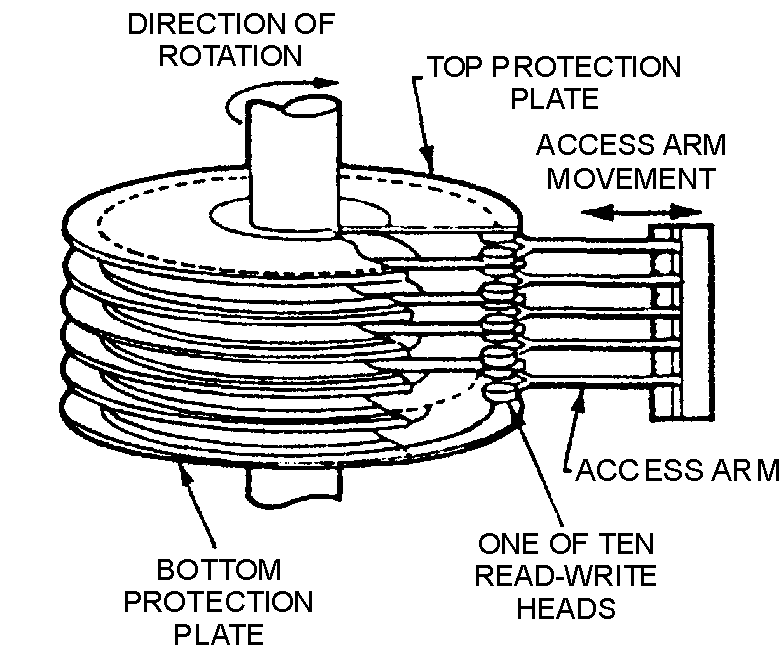 DIRECTION OF
ROTATION
TOP PROTECTION
PLATE
ACCESS ARM
MOVEMENT
ACCESS ARM
ONE OF TEN
READ-WRITE
HEADS
BOTTOM
PROTECTION
PLATE